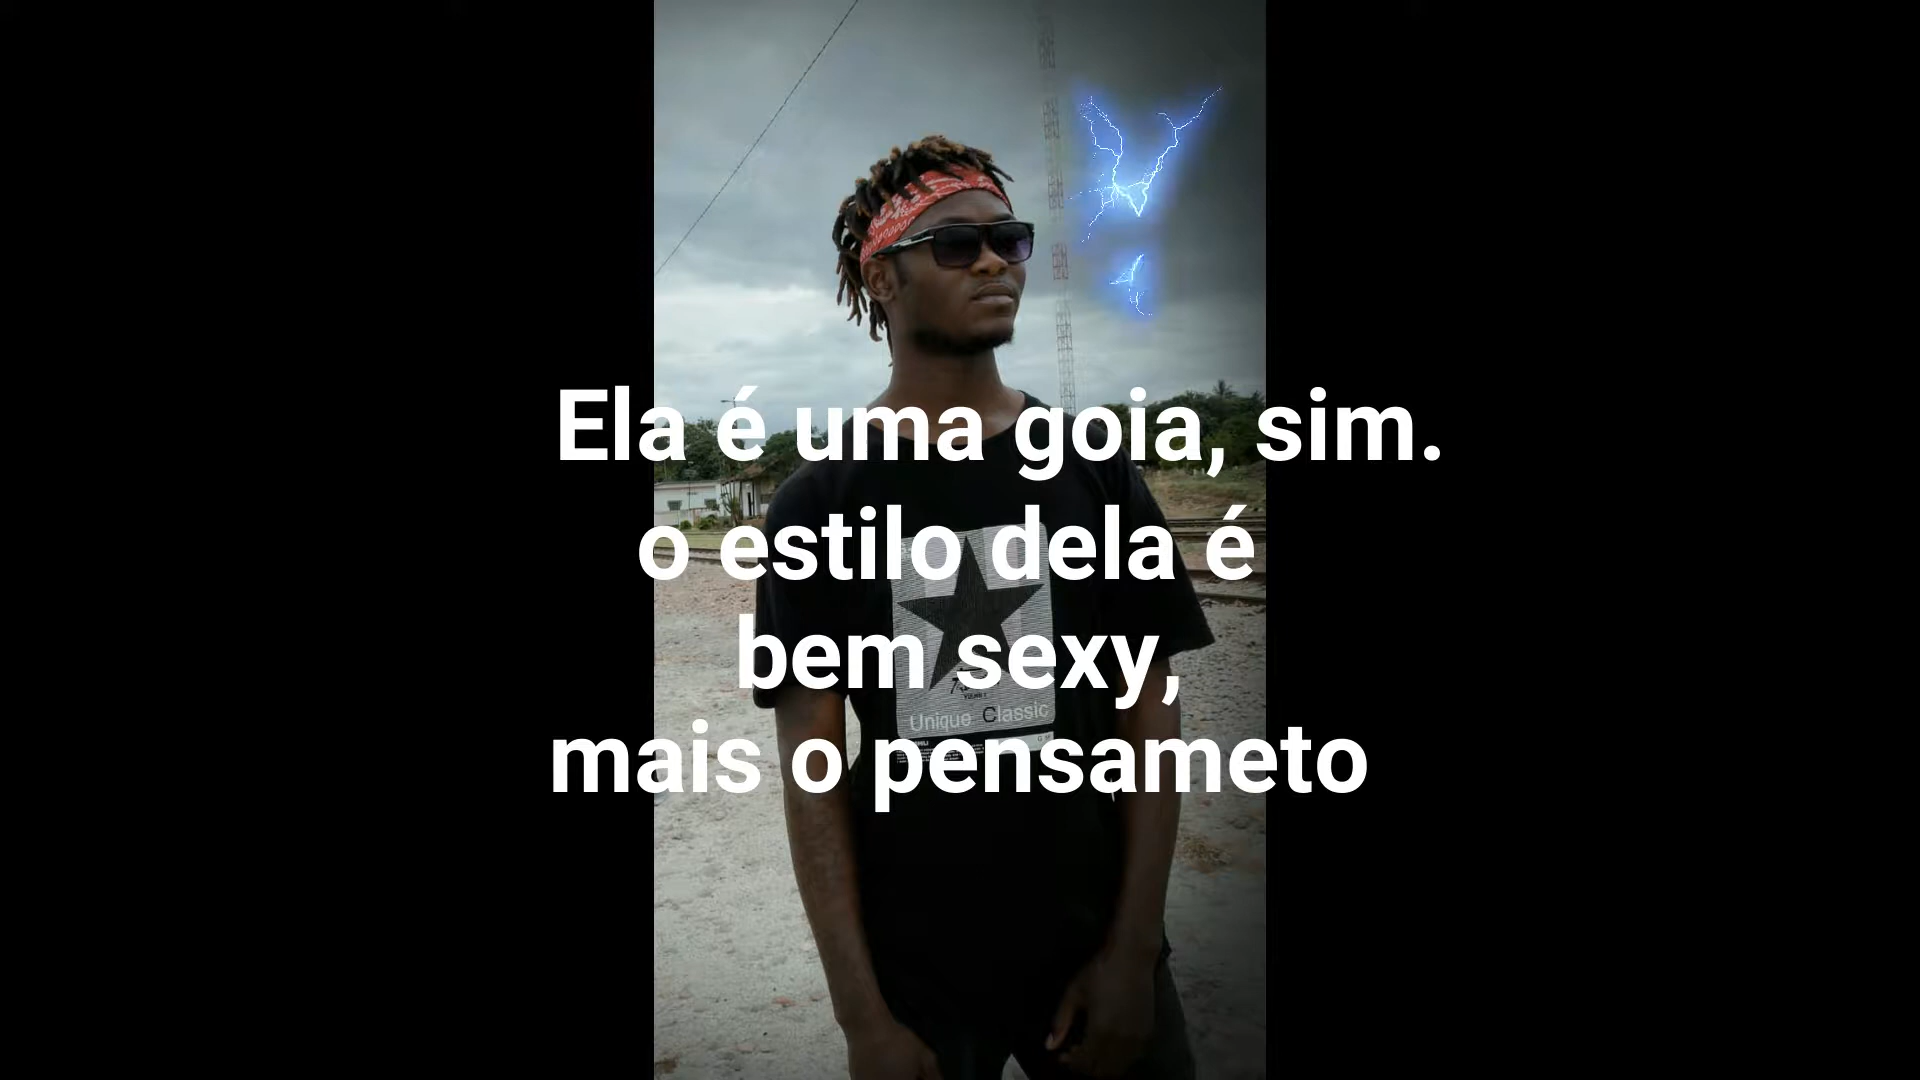 Ela é uma goia, sim.
o estilo dela é
bem sexy,
Unique Classic
mais o pensameto